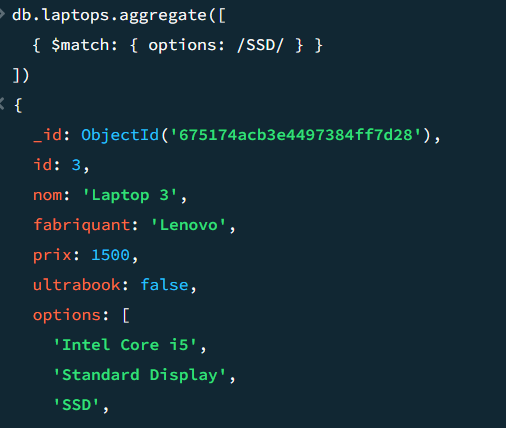 db.laptops.aggregate([
{ $match: { options: /SSD/ } }
])
{
_id: ObjectId('675174acb3e4497384ff7d28'),
id: 3,
nom: 'Laptop 3',
fabriquant: 'Lenovo',
prix: 1500,
ultrabook: false,
options: [
'Intel Core i5',
'Standard Display',
'SSD',